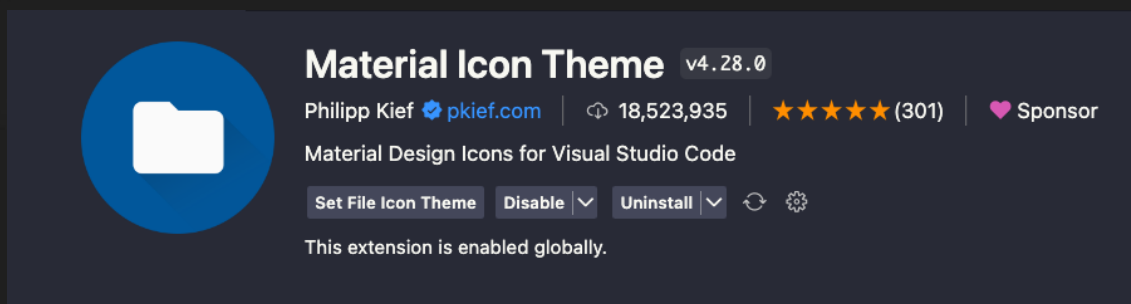 Material Icon Theme v4.28.0
Philipp Kief pkief.com 18,523,935 (301) Sponsor
Material Design Icons for Visual Studio Code
Set File Icon Theme Disable Uninstall
This extension is enabled globally.